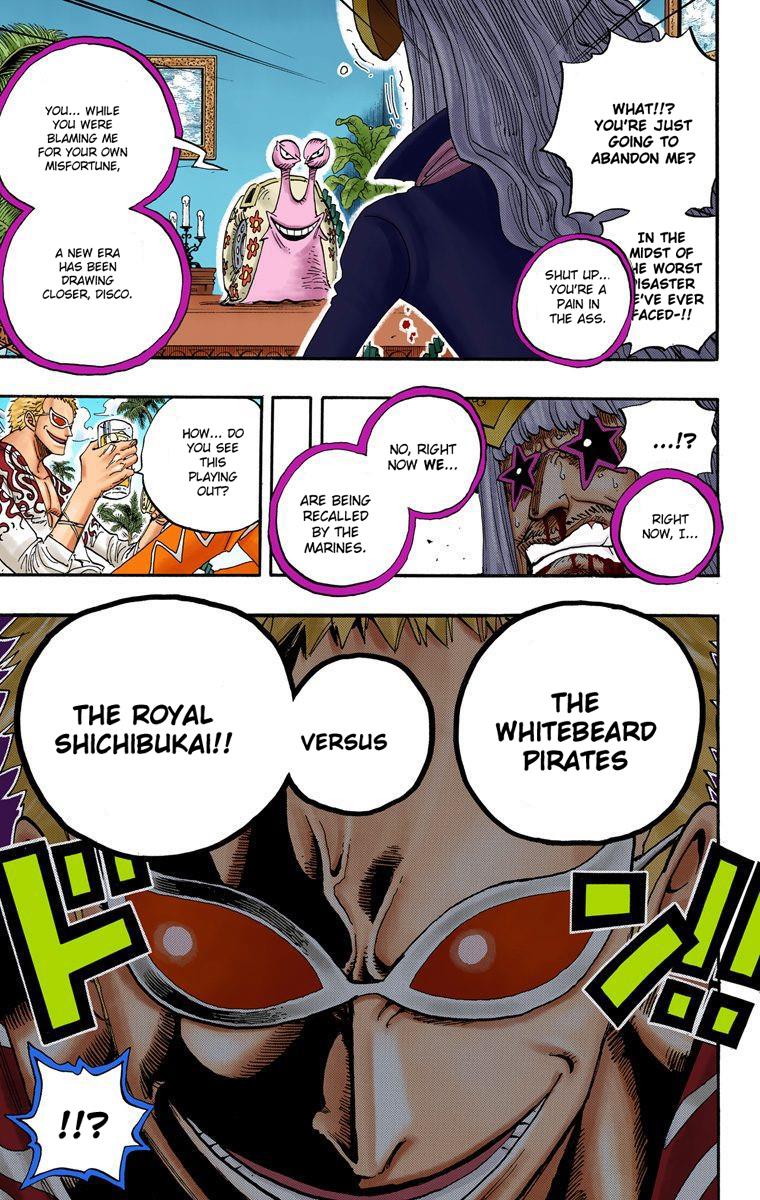 WHAT!!?
YOU'RE JUST
GOING TO
ABANDON ME?
IN THE
MIDST OF
HE WORST
DISASTER
E'VE EVER
FACED-!!
SHUT UP...
YOU'RE A
PAIN IN
THE ASS.
YOU... WHILE
YOU WERE
BLAMING ME
FOR YOUR OWN
MISFORTUNE,
A NEW ERA
HAS BEEN
DRAWING
CLOSER, DISCO.
...!?
RIGHT
NOW, I...
NO, RIGHT
NOW WE...
ARE BEING
RECALLED
BY THE
MARINES.
HOW... DO
YOU SEE
THIS
PLAYING
OUT?
THE
WHITEBEARD
PIRATES
VERSUS
THE ROYAL
SHICHIBUKAI!!
ドン!!
!!?